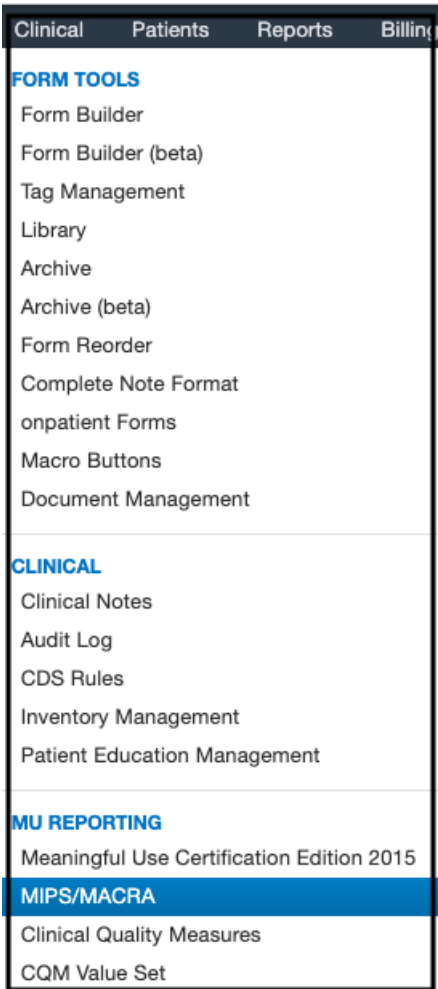 Clinical Patients Reports Billing
FORM TOOLS
Form Builder
Form Builder (beta)
Tag Management
Library
Archive
Archive (beta)
Form Reorder
Complete Note Format
onpatient Forms
Macro Buttons
Document Management
CLINICAL
Clinical Notes
Audit Log
CDS Rules
Inventory Management
Patient Education Management
MU REPORTING
Meaningful Use Certification Edition 2015
MIPS/MACRA
Clinical Quality Measures
CQM Value Set